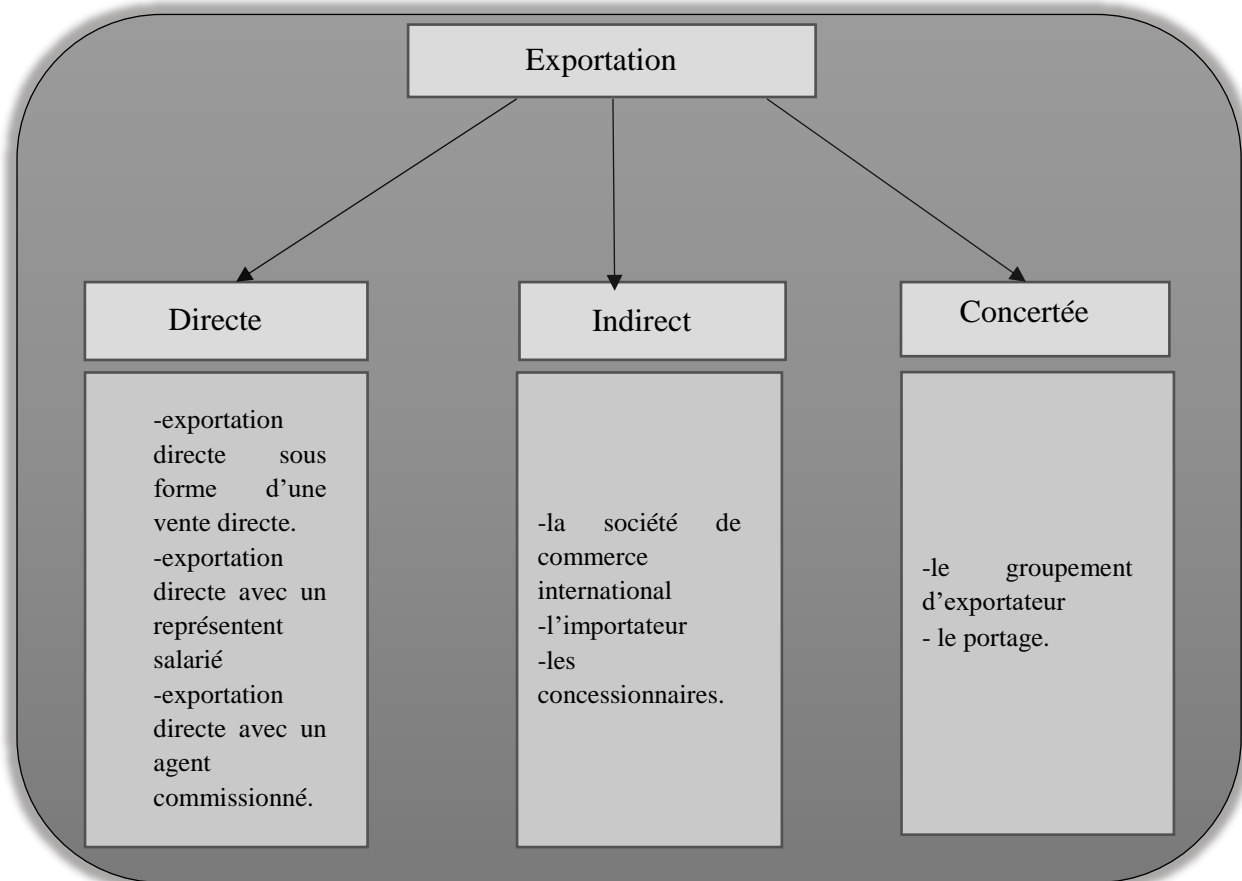 Exportation
Directe
Indirect
Concertée
-exportation
directe sous
forme d’une
vente directe.
-exportation
directe avec un
représentent
salarié
-exportation
directe avec un
agent
commissionné.
-la société de
commerce
international
-l’importateur
-les
concessionnaires.
-le groupement
d’exportateur
- le portage.